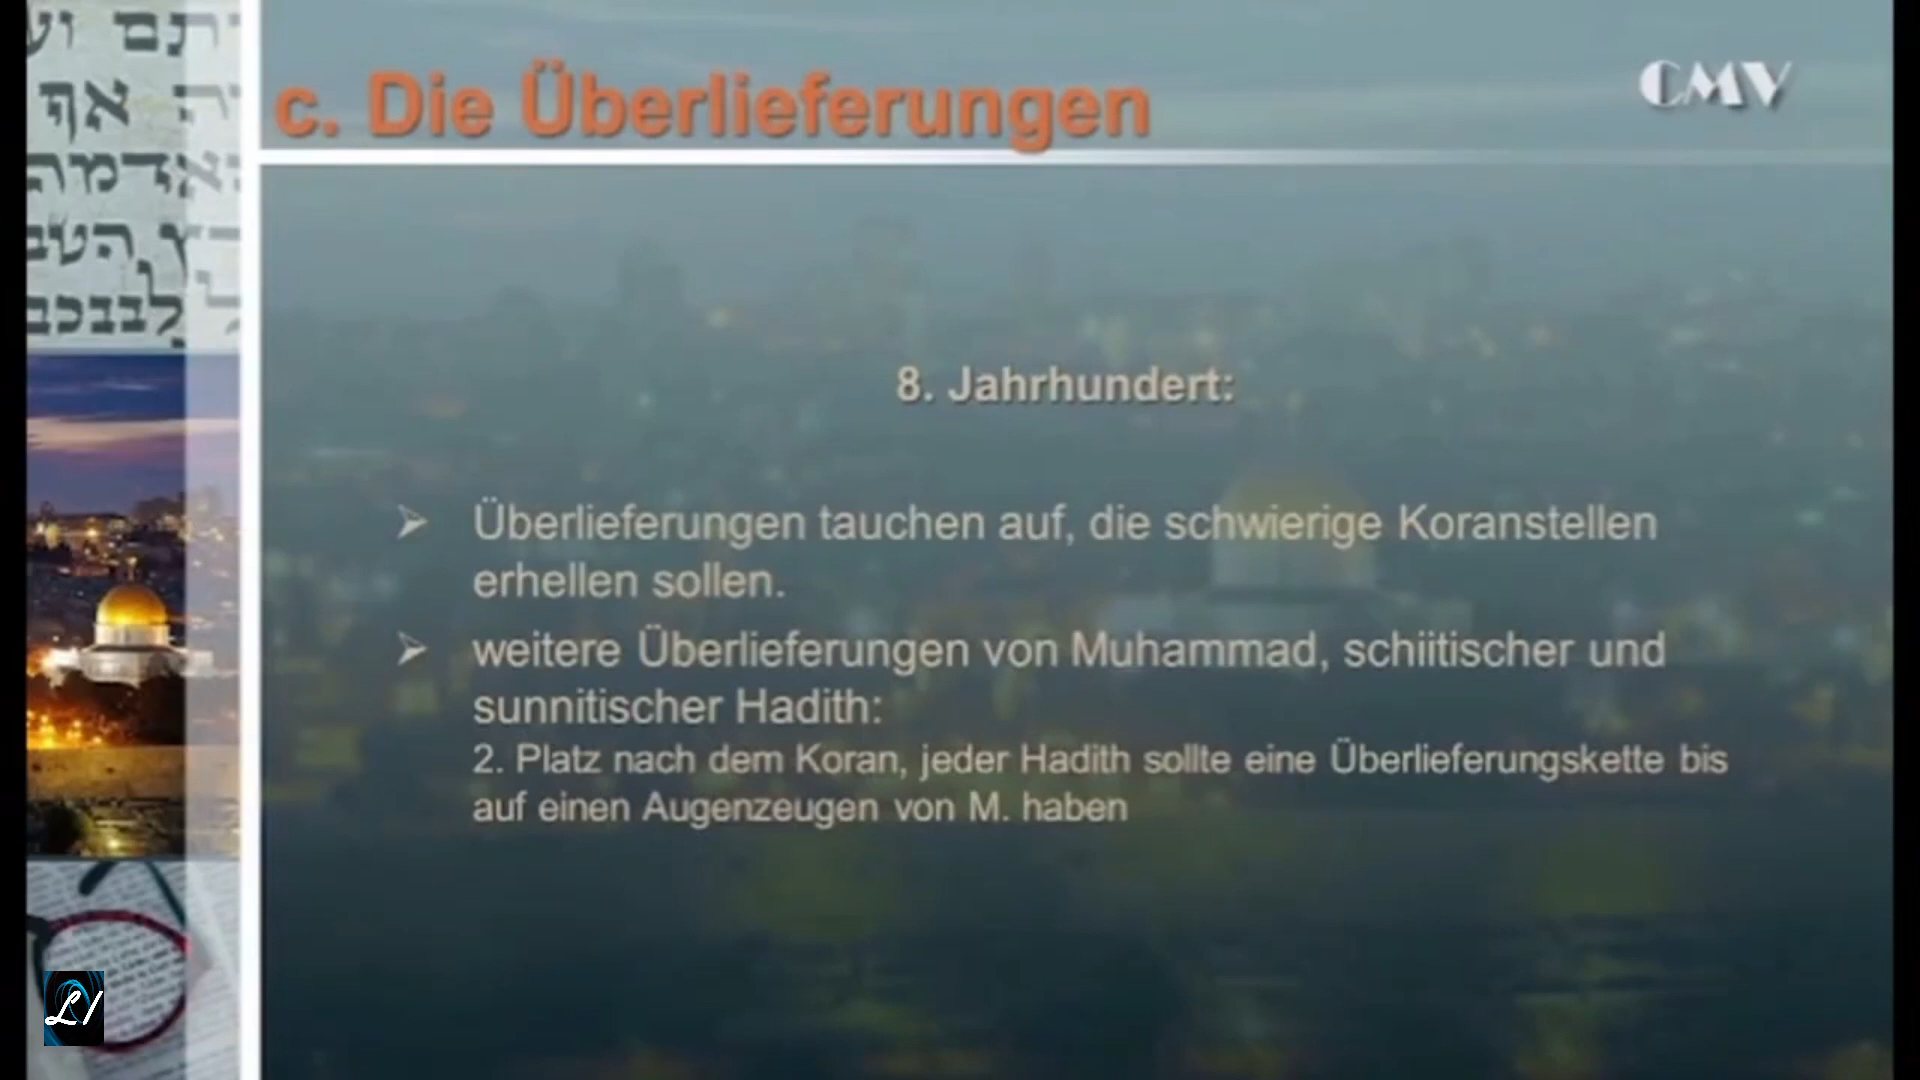 c. Die Überlieferungen
CMV
8. Jahrhundert:
➢ Überlieferungen tauchen auf, die schwierige Koranstellen
erhellen sollen.
➢ weitere Überlieferungen von Muhammad, schiitischer und
sunnitischer Hadith:
2. Platz nach dem Koran, jeder Hadith sollte eine Überlieferungskette bis
auf einen Augenzeugen von M. haben
אף